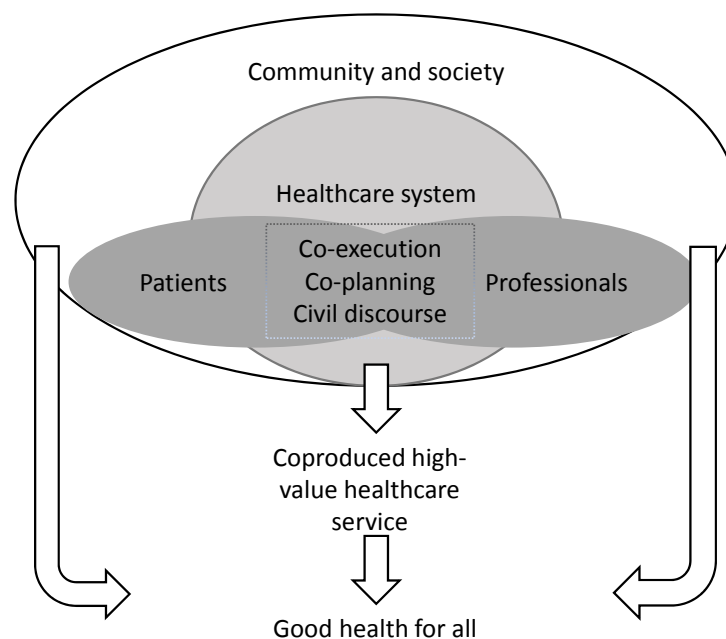 Community and society
Healthcare system
Co-execution
Patients
Co-planning
Professionals
Civil discourse
Coproduced high-
value healthcare
service
Good health for all